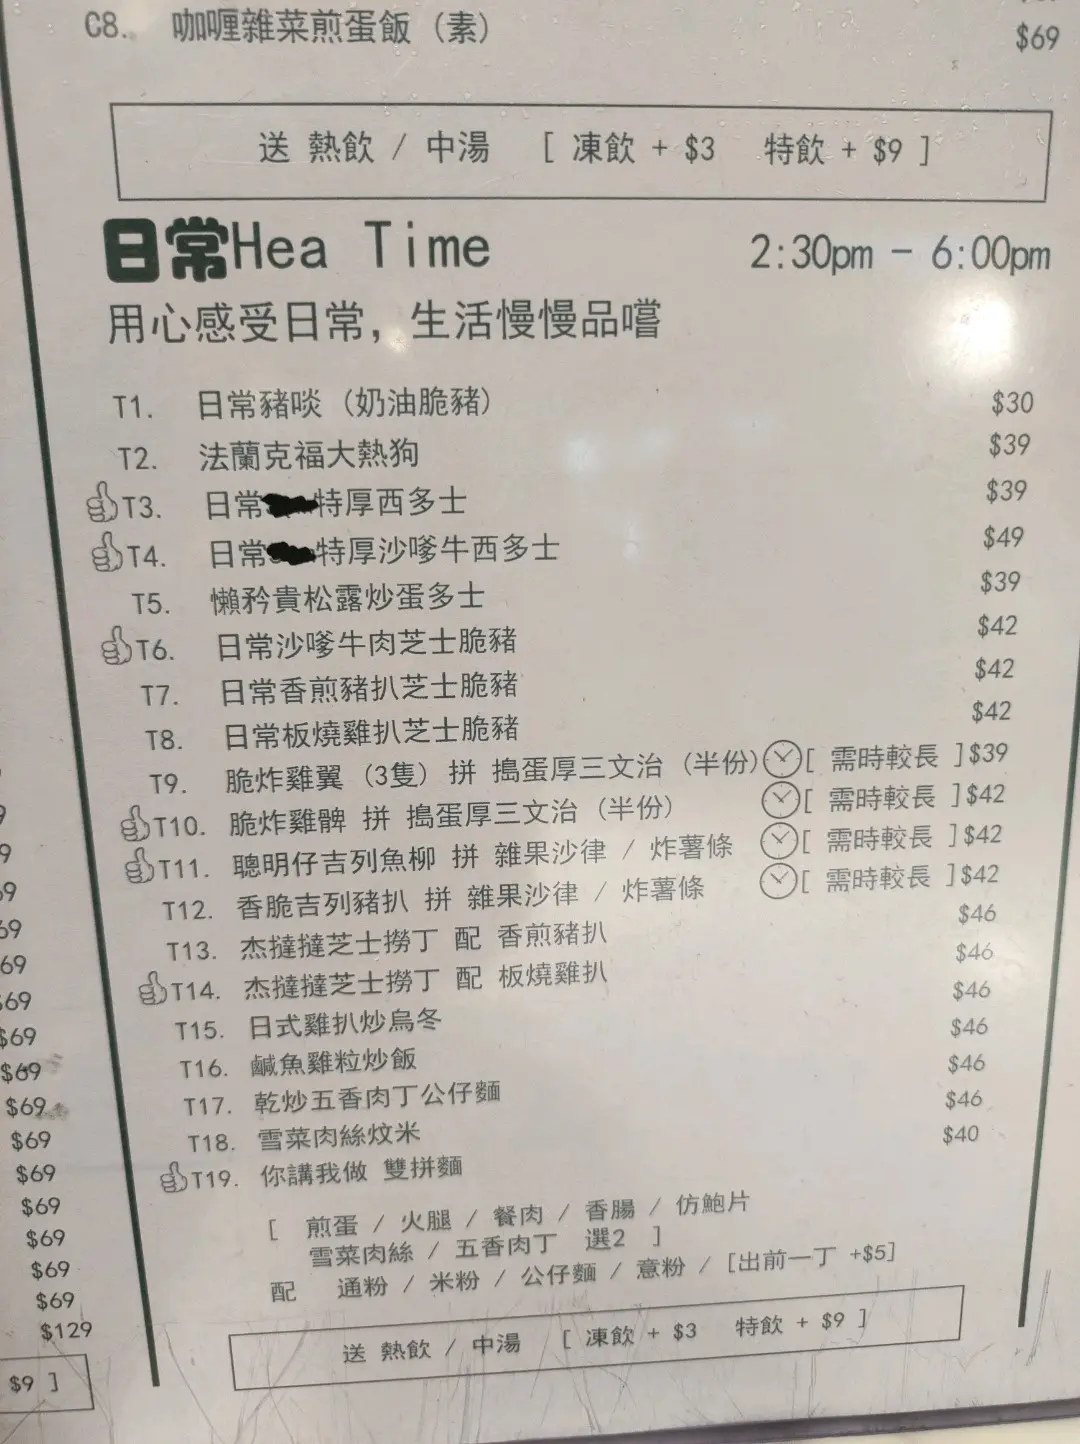 C8. 咖喱雜菜煎蛋飯 (素) $69
送 熱飲 / 中湯 [ 凍飲 + $3 特飲 + $9 ]
日常Hea Time 2:30pm - 6:00pm
用心感受日常, 生活慢慢品嚐
T1. 日常豬啖 (奶油脆豬) $30
T2. 法蘭克福大熱狗 $39
T3. 日常特厚西多士 $39
T4. 日常特厚沙嗲牛西多士 $49
T5. 懶矜貴松露炒蛋多士 $39
T6. 日常沙嗲牛肉芝士脆豬 $42
T7. 日常香煎豬扒芝士脆豬 $42
T8. 日常板燒雞扒芝士脆豬 $42
T9. 脆炸雞翼 (3隻) 拼 搗蛋厚三文治 (半份) [ 需時較長 ] $39
T10. 脆炸雞髀 拼 搗蛋厚三文治 (半份) [ 需時較長 ] $42
T11. 聰明仔吉列魚柳 拼 雜果沙律 / 炸薯條 [ 需時較長 ] $42
T12. 香脆吉列豬扒 拼 雜果沙律 / 炸薯條 [ 需時較長 ] $42
T13. 杰撻撻芝士撈丁 配 香煎豬扒 $46
T14. 杰撻撻芝士撈丁 配 板燒雞扒 $46
T15. 日式雞扒炒烏冬 $46
T16. 鹹魚雞粒炒飯 $46
T17. 乾炒五香肉丁公仔麵 $46
T18. 雪菜肉絲炆米 $46
T19. 你講我做 雙拼麵 $40
[ 煎蛋 / 火腿 / 餐肉 / 香腸 / 仿鮑片
雪菜肉絲 / 五香肉丁 選2 ]
配 通粉 / 米粉 / 公仔麵 / 意粉 / [出前一丁 +$5]
送 熱飲 / 中湯 [ 凍飲 + $3 特飲 + $9 ]
$69
$69
$69
$69
$69
$69
$69
$69
$69
$69
$129
$9 ]